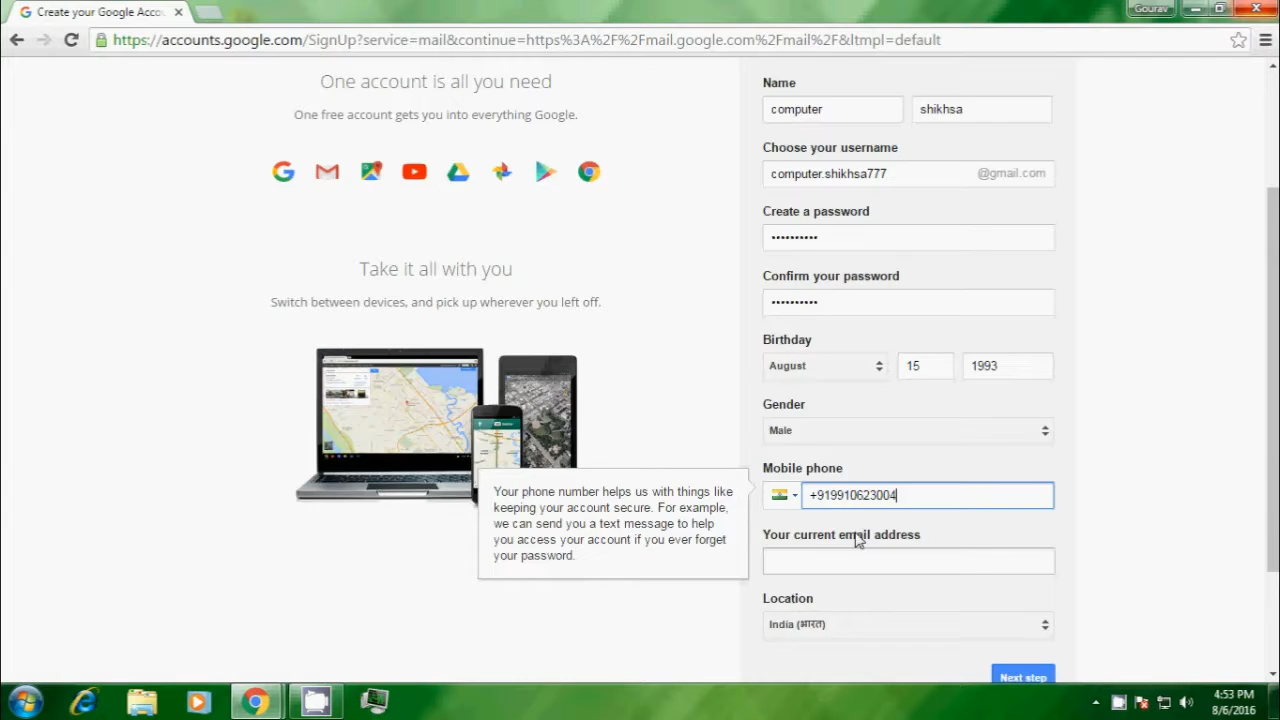 Create your Google Acco
Gourav
https://accounts.google.com/SignUp?service=mail&continue=https%3A%2F%2Fmail.google.com%2Fmail%2F&ltmpl=default
One account is all you need
One free account gets you into everything Google.
Take it all with you
Switch between devices, and pick up wherever you left off.
Name
computer shikhsa
Choose your username
computer.shikhsa777 @gmail.com
Create a password
••••••••••
Confirm your password
••••••••••
Birthday
August 15 1993
Gender
Male
Mobile phone
+919910623004
Your phone number helps us with things like
keeping your account secure. For example,
we can send you a text message to help
you access your account if you ever forget
your password.
Your current email address
Location
India (भारत)
Next step
4:53 PM
8/6/2016